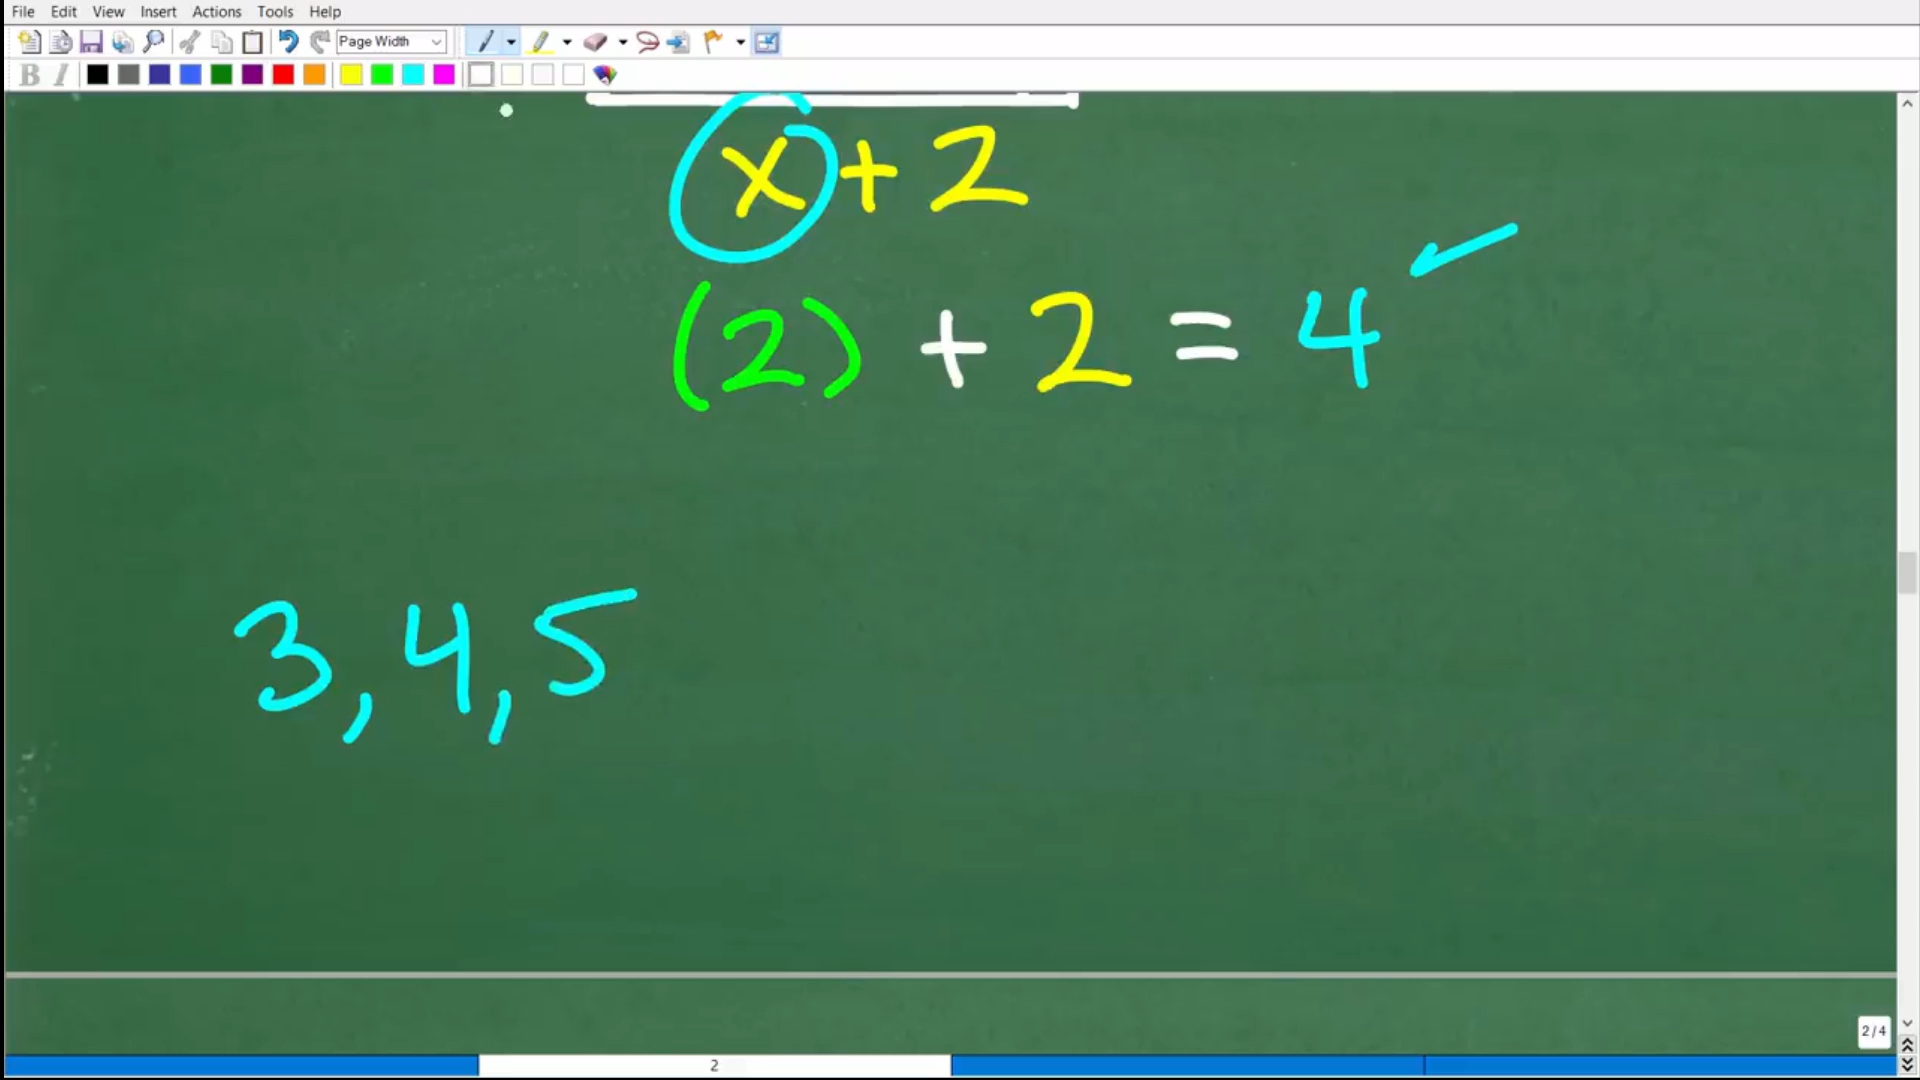 File Edit View Insert Actions Tools Help
Page Width
B I
x + 2
(2) + 2 = 4
3, 4, 5
2 / 4
2